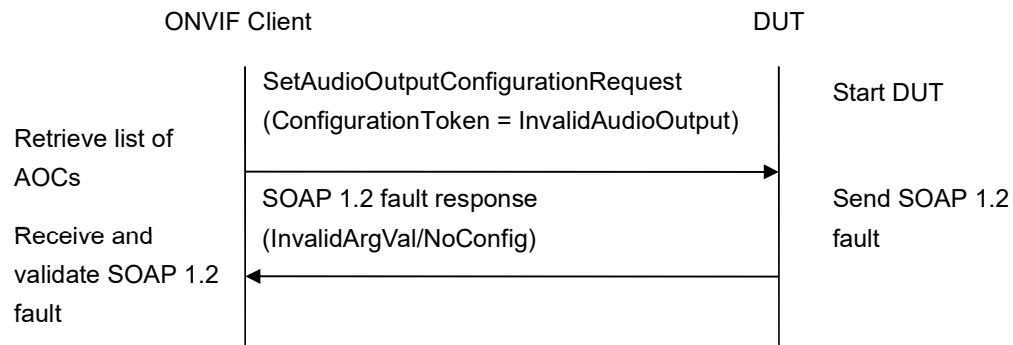 ONVIF Client
DUT
SetAudioOutputConfigurationRequest
(ConfigurationToken = InvalidAudioOutput)
Start DUT
Retrieve list of
AOCs
SOAP 1.2 fault response
(InvalidArgVal/NoConfig)
Send SOAP 1.2
fault
Receive and
validate SOAP 1.2
fault